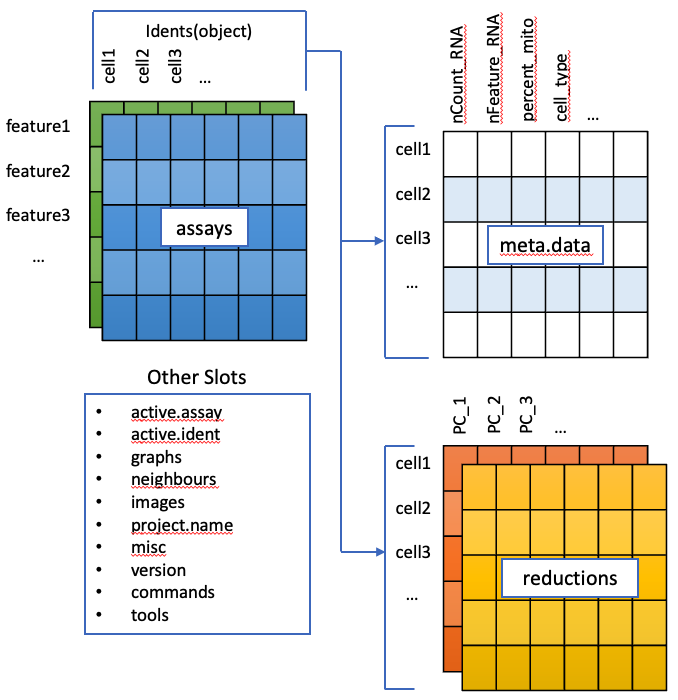 Idents(object)
cell1
cell2
cell3
...
feature1
feature2
feature3
...
assays
nCount_RNA
nFeature_RNA
percent_mito
cell_type
...
cell1
cell2
cell3
...
meta.data
Other Slots
• active.assay
• active.ident
• graphs
• neighbours
• images
• project.name
• misc
• version
• commands
• tools
PC_1
PC_2
PC_3
...
cell1
cell2
cell3
...
reductions